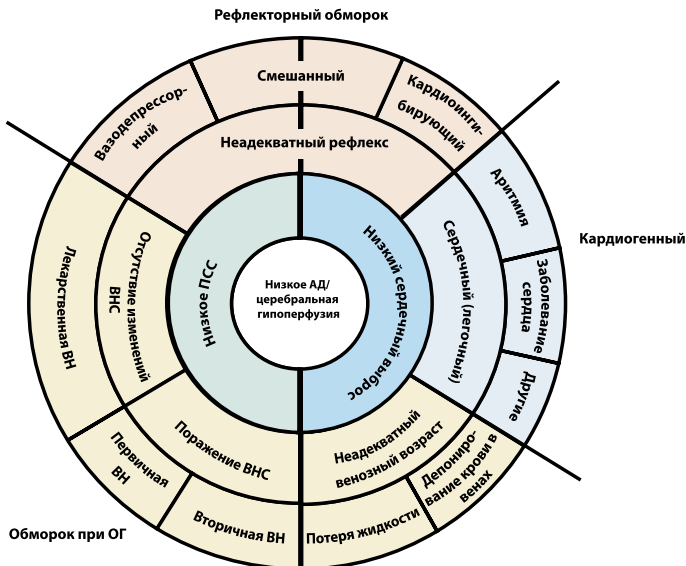 Рефлекторный обморок
Смешанный
Вазодепрессор-
ный
Кардиоинги-
бирующий
Неадекватный рефлекс
Аритмия
Кардиогенный
Заболевание
сердца
Другие
Сердечный (легочный)
Лекарственная ВН
Отсутствие изменений
ВНС
Низкое ПСС
Низкий сердечный выброс
Низкое АД/
церебральная
гипоперфузия
Поражение ВНС
Неадекватный
венозный возраст
Первичная
ВН
Вторичная ВН
Потеря жидкости
Депониро-
вание крови в
венах
Обморок при ОГ